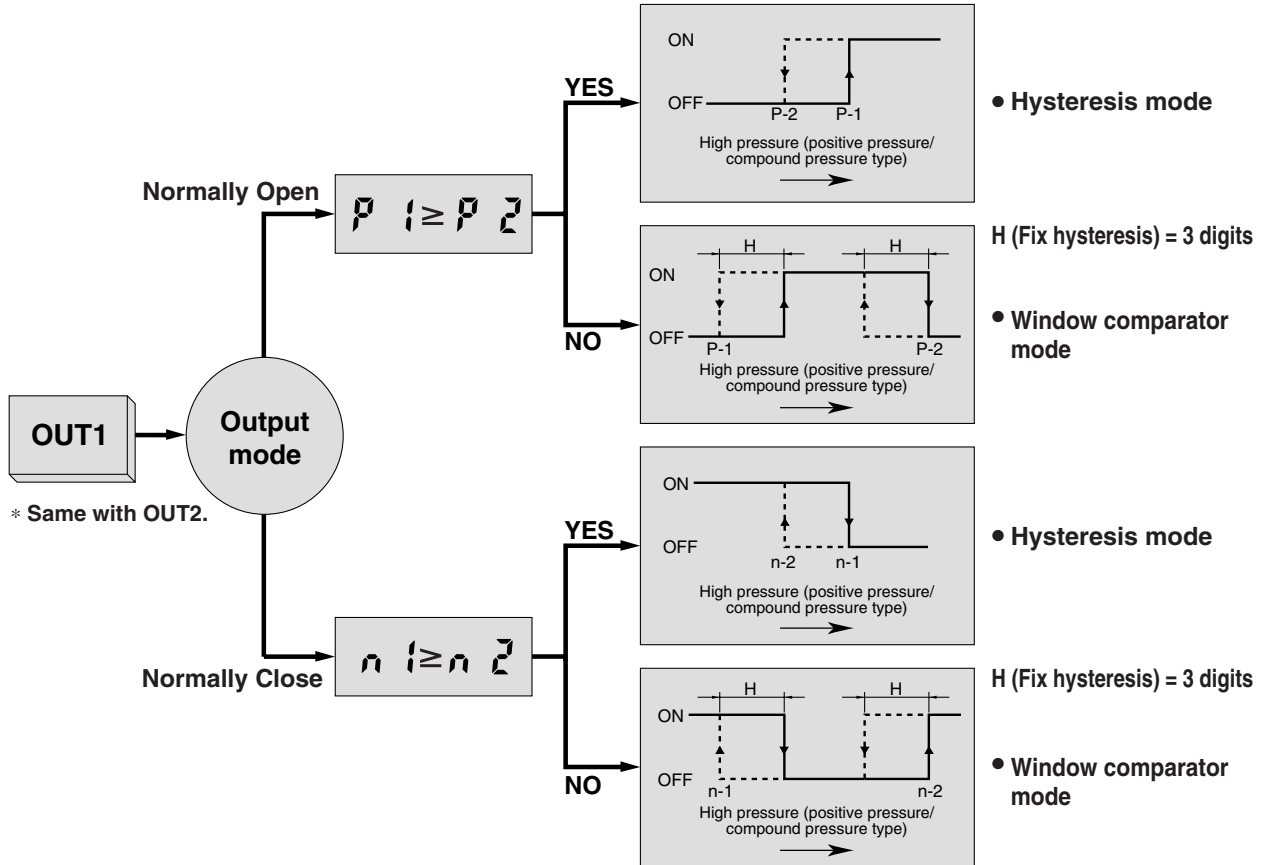 OUT1
* Same with OUT2.
Output
mode
Normally Open
P 1≧P 2
YES
ON
OFF
P-2 P-1
High pressure (positive pressure/
compound pressure type)
• Hysteresis mode
NO
H H
ON
OFF
P-1 P-2
High pressure (positive pressure/
compound pressure type)
H (Fix hysteresis) = 3 digits
• Window comparator
mode
Normally Close
n 1≧n 2
YES
ON
OFF
n-2 n-1
High pressure (positive pressure/
compound pressure type)
• Hysteresis mode
NO
H H
ON
OFF
n-1 n-2
High pressure (positive pressure/
compound pressure type)
H (Fix hysteresis) = 3 digits
• Window comparator
mode